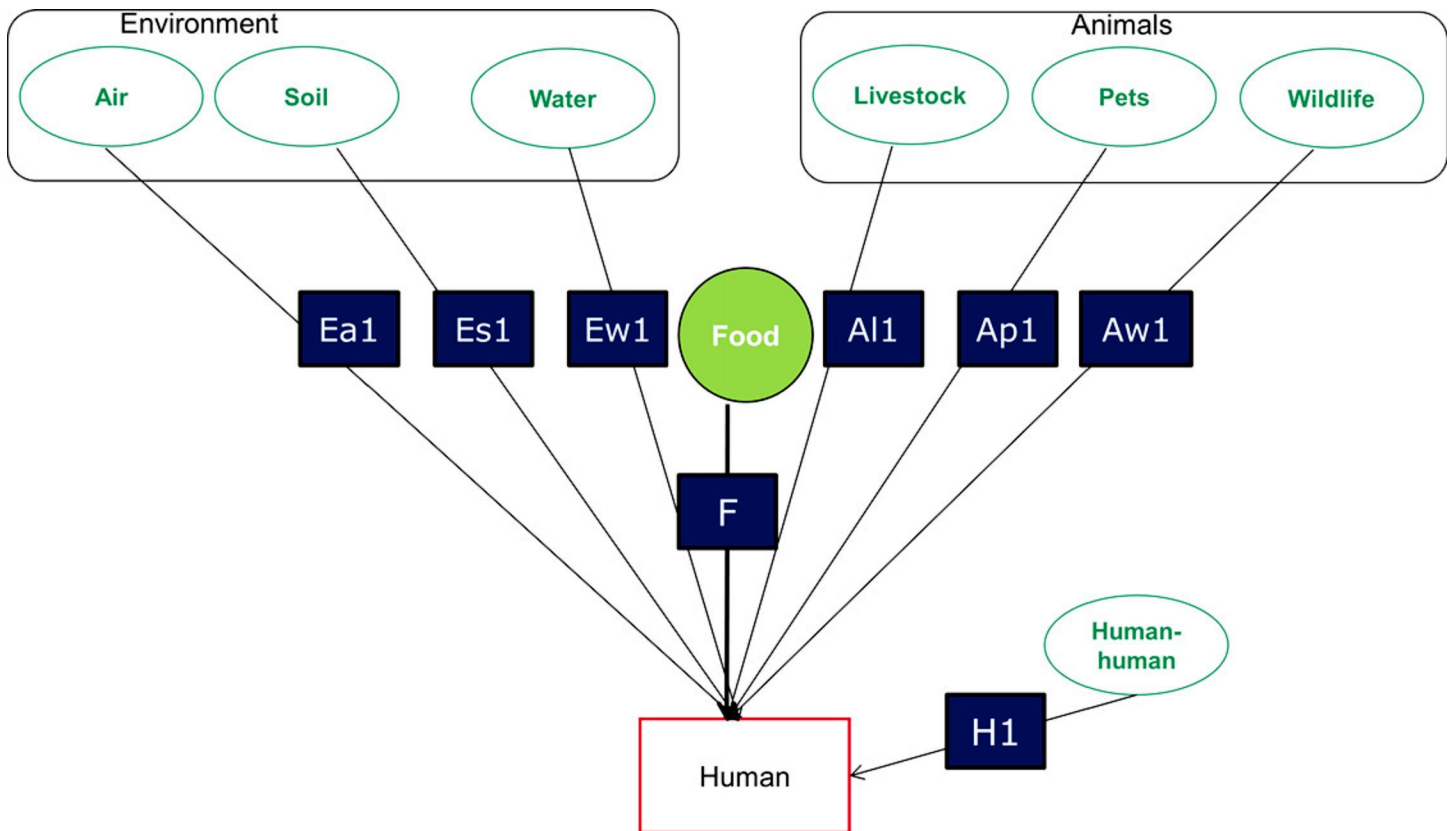 Environment
Animals
Air
Soil
Water
Livestock
Pets
Wildlife
Ea1
Es1
Ew1
Food
Al1
Ap1
Aw1
F
Human-
human
H1
Human